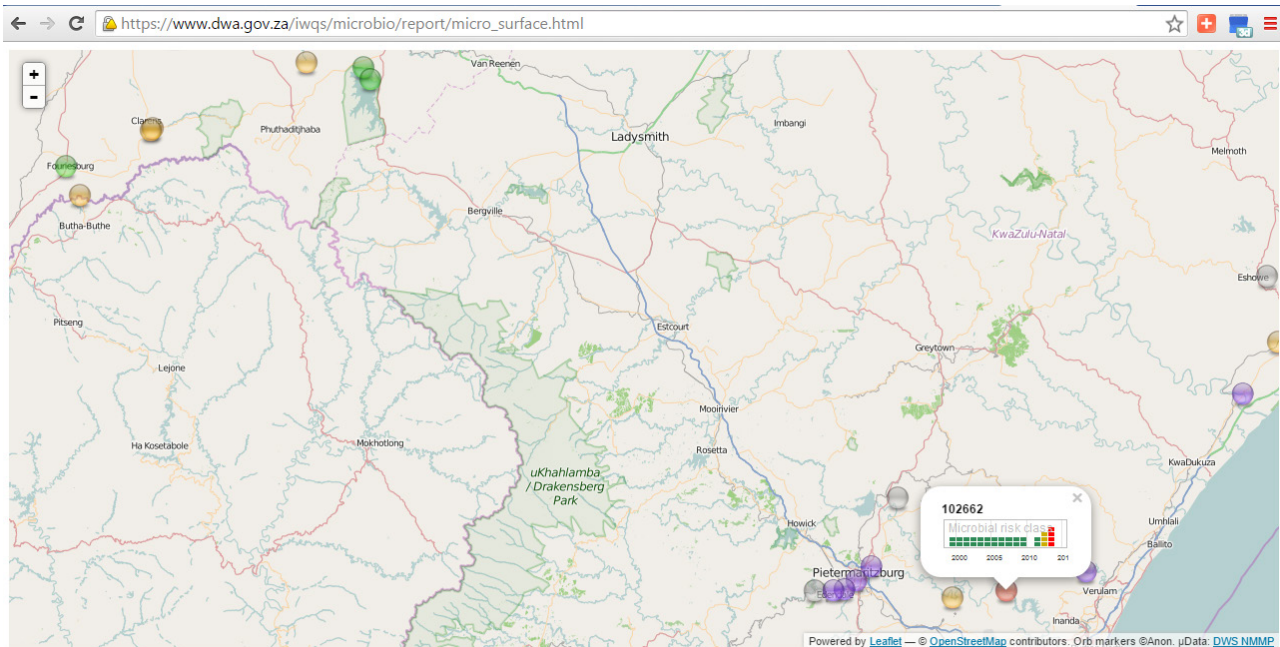 https://www.dwa.gov.za/iwqs/microbio/report/micro_surface.html
3d
+
-
Van Reenen
Clarens
Phuthaditjhaba
Ladysmith
Imbangi
Melmoth
Fouriesburg
Butha-Buthe
Bergville
KwaZulu-Natal
Eshowe
Pitseng
Estcourt
Greytown
Lejone
Mooirivier
Ha Kosetabole
Mokhotlong
Rosetta
KwaDukuza
uKhahlamba
/ Drakensberg
Park
Howick
Umhlali
Ballito
102662
×
Microbial risk class
2000 2005 2010 201
Pietermaritzburg
Verulam
Inanda
Powered by Leaflet — © OpenStreetMap contributors. Orb markers ©Anon. µData: DWS NMMP